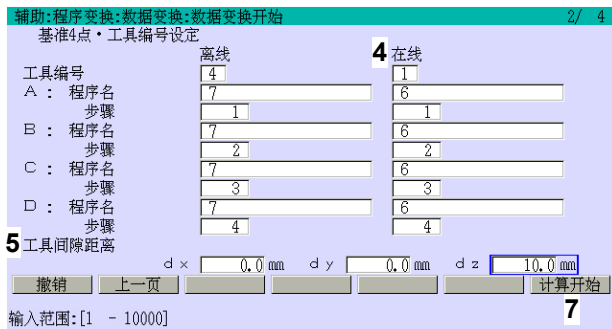 辅助:程序变换:数据变换:数据变换开始 2/ 4
基准4点・工具编号设定
离线 4 在线
工具编号 4 1
A : 程序名 7 6
步骤 1 1
B : 程序名 7 6
步骤 2 2
C : 程序名 7 6
步骤 3 3
D : 程序名 7 6
步骤 4 4
5 工具间隙距离
dx 0.0 mm dy 0.0 mm dz 10.0 mm
撤销 上一页 计算开始
7
输入范围:[1 - 10000]